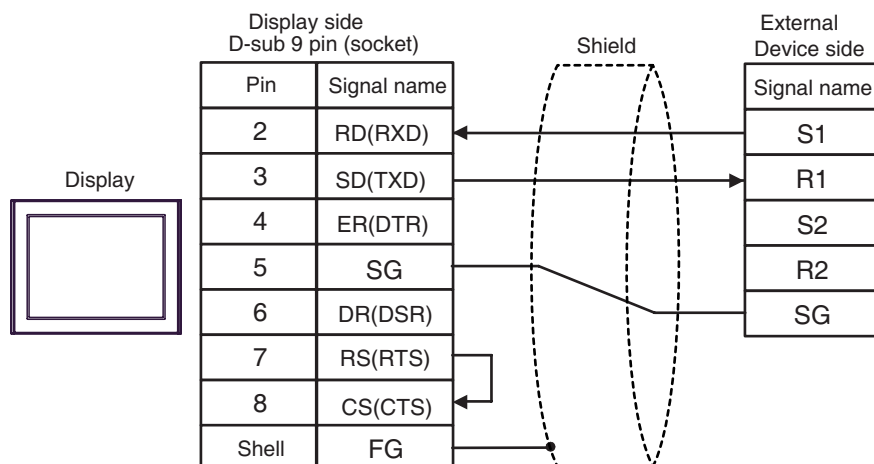 Display side
D-sub 9 pin (socket)
Shield
External
Device side
Pin Signal name
Signal name
2 RD(RXD)
S1
3 SD(TXD)
R1
Display
4 ER(DTR)
S2
5 SG
R2
6 DR(DSR)
SG
7 RS(RTS)
8 CS(CTS)
Shell FG